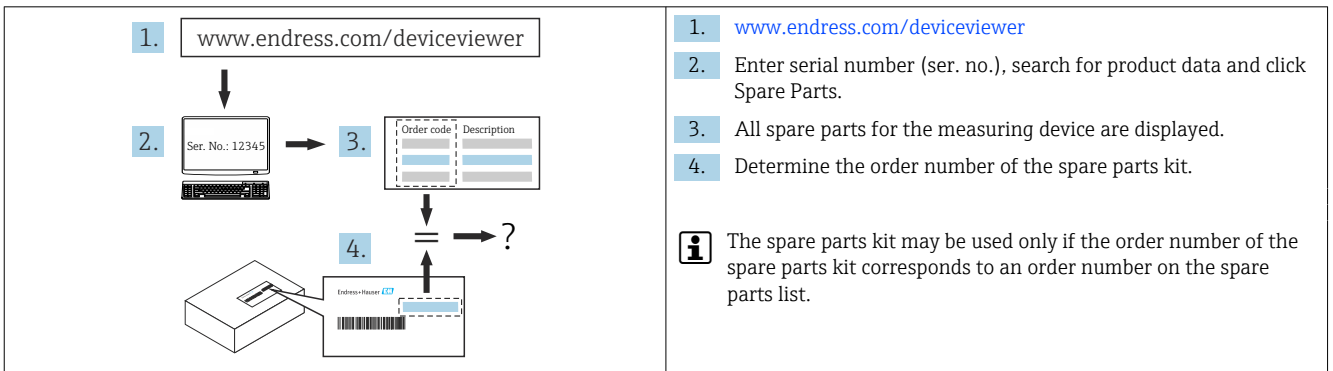 1. www.endress.com/deviceviewer
2. Ser. No.: 12345
3. Order code Description
= ?
4.
Endress+Hauser EH
1. www.endress.com/deviceviewer
2. Enter serial number (ser. no.), search for product data and click
Spare Parts.
3. All spare parts for the measuring device are displayed.
4. Determine the order number of the spare parts kit.
i The spare parts kit may be used only if the order number of the
spare parts kit corresponds to an order number on the spare
parts list.